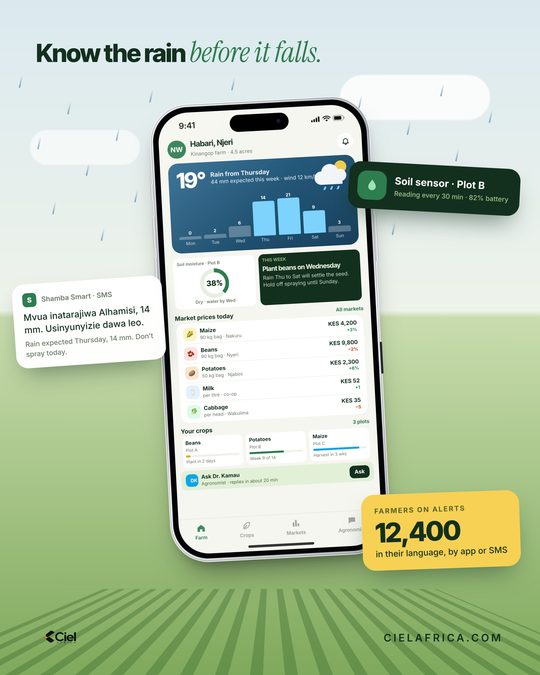 Know the rain before it falls.
9:41
NW
Habari, Njeri
Kinangop farm · 4.5 acres
19°
Rain from Thursday
44 mm expected this week · wind 12 km/
0 2 6 14 21 9 3
Mon Tue Wed Thu Fri Sat Sun
Soil sensor · Plot B
Reading every 30 min · 82% battery
Soil moisture · Plot B
38%
Dry · water by Wed
THIS WEEK
Plant beans on Wednesday
Rain Thu to Sat will settle the seed.
Hold off spraying until Sunday.
S
Shamba Smart · SMS
Mvua inatarajiwa Alhamisi, 14
mm. Usinyunyizie dawa leo.
Rain expected Thursday, 14 mm. Don't
spray today.
Market prices today
All markets
Maize
90 kg bag · Nakuru
KES 4,200
+3%
Beans
90 kg bag · Nyeri
KES 9,800
-2%
Potatoes
50 kg bag · Njabini
KES 2,300
+6%
Milk
per litre · co-op
KES 52
+1
Cabbage
per head · Wakulima
KES 35
-5
Your crops
3 plots
Beans
Plot A
Plant in 2 days
Potatoes
Plot B
Week 9 of 14
Maize
Plot C
Harvest in 3 wks
DK
Ask Dr. Kamau
Agronomist · replies in about 20 min
Ask
Farm
Crops
Markets
Agronomi
FARMERS ON ALERTS
12,400
in their language, by app or SMS
Ciel
CIELAFRICA.COM